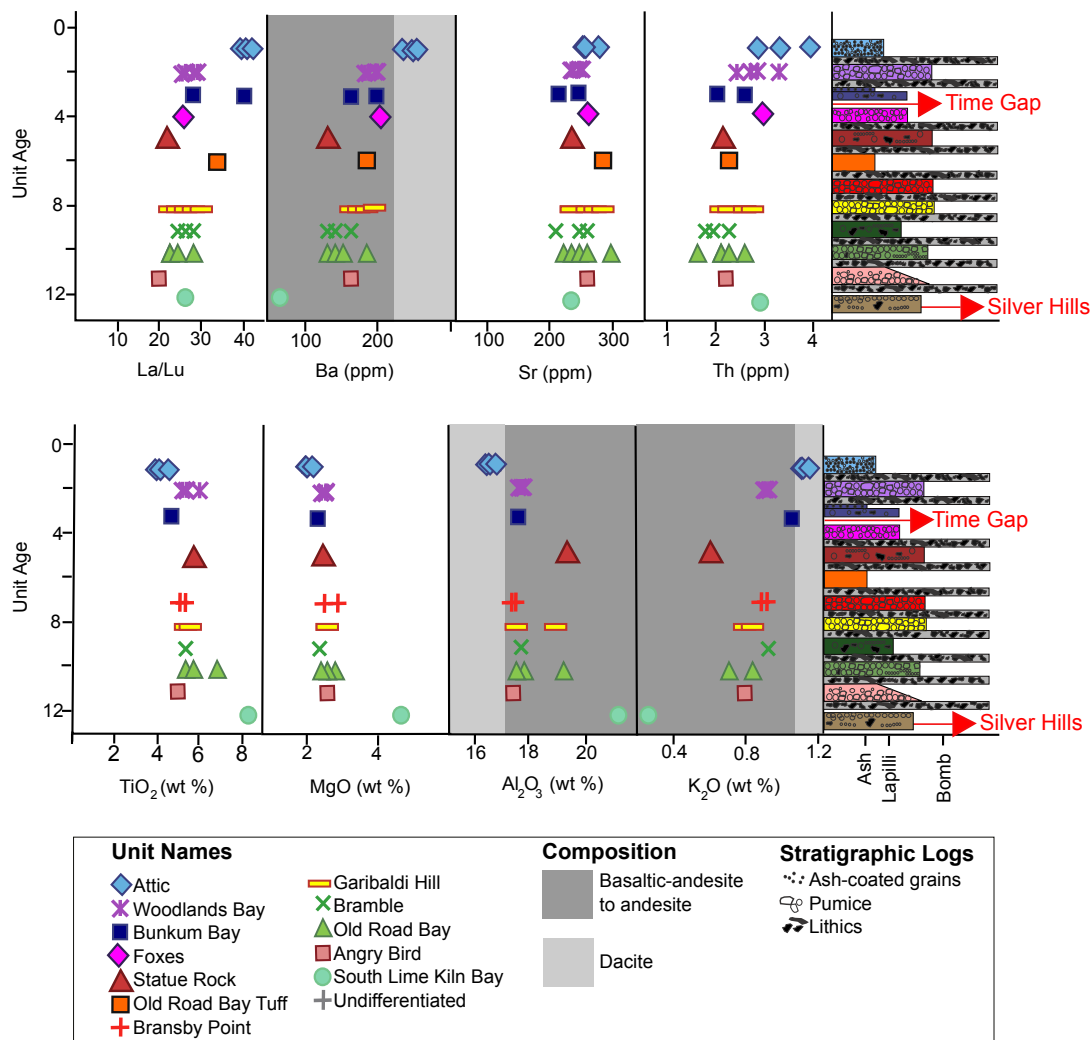 0
2
4
6
8
10
12
Unit Age
10 20 30 40
La/Lu
100 200
Ba (ppm)
100 200 300
Sr (ppm)
1 2 3 4
Th (ppm)
Time Gap
Silver Hills
0
4
8
12
Unit Age
2 4 6 8
TiO2 (wt %)
2 4
MgO (wt %)
16 18 20
Al2O3 (wt %)
0.4 0.8 1.2
K2O (wt %)
Time Gap
Silver Hills
Ash
Lapilli
Bomb
Unit Names
Attic
Woodlands Bay
Bunkum Bay
Foxes
Statue Rock
Old Road Bay Tuff
Bransby Point
Garibaldi Hill
Bramble
Old Road Bay
Angry Bird
South Lime Kiln Bay
Undifferentiated
Composition
Basaltic-andesite
to andesite
Dacite
Stratigraphic Logs
Ash-coated grains
Pumice
Lithics